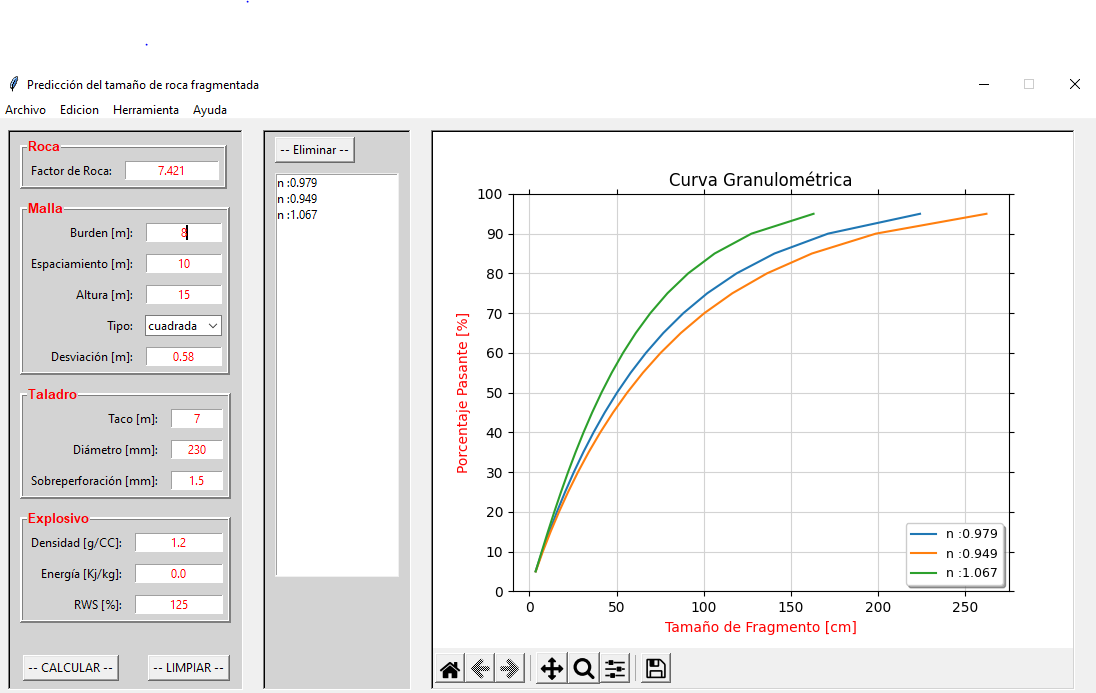 Predicción del tamaño de roca fragmentada
Archivo Edicion Herramienta Ayuda
Roca
Factor de Roca: 7.421
Malla
Burden [m]: 8
Espaciamiento [m]: 10
Altura [m]: 15
Tipo: cuadrada
Desviación [m]: 0.58
Taladro
Taco [m]: 7
Diámetro [mm]: 230
Sobreperforación [mm]: 1.5
Explosivo
Densidad [g/CC]: 1.2
Energía [Kj/kg]: 0.0
RWS [%]: 125
-- CALCULAR -- -- LIMPIAR --
-- Eliminar --
n :0.979
n :0.949
n :1.067
Curva Granulométrica
Porcentaje Pasante [%]
100
90
80
70
60
50
40
30
20
10
0
0 50 100 150 200 250
Tamaño de Fragmento [cm]
n :0.979
n :0.949
n :1.067